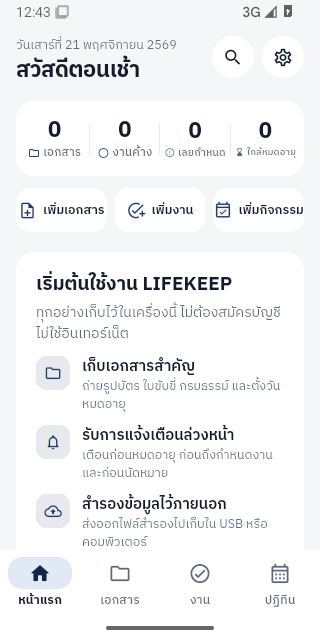 12:43
3G
วันเสาร์ที่ 21 พฤศจิกายน 2569
สวัสดีตอนเช้า
0 0 0 0
เอกสาร งานค้าง เลยกำหนด ใกล้หมดอายุ
เพิ่มเอกสาร เพิ่มงาน เพิ่มกิจกรรม
เริ่มต้นใช้งาน LIFEKEEP
ทุกอย่างเก็บไว้ในเครื่องนี้ ไม่ต้องสมัครบัญชี
ไม่ใช้อินเทอร์เน็ต
เก็บเอกสารสำคัญ
ถ่ายรูปบัตร ใบขับขี่ กรมธรรม์ และตั้งวัน
หมดอายุ
รับการแจ้งเตือนล่วงหน้า
เตือนก่อนหมดอายุ ก่อนถึงกำหนดงาน
และก่อนนัดหมาย
สำรองข้อมูลไว้ภายนอก
ส่งออกไฟล์สำรองไปเก็บใน USB หรือ
คอมพิวเตอร์
หน้าแรก เอกสาร งาน ปฏิทิน